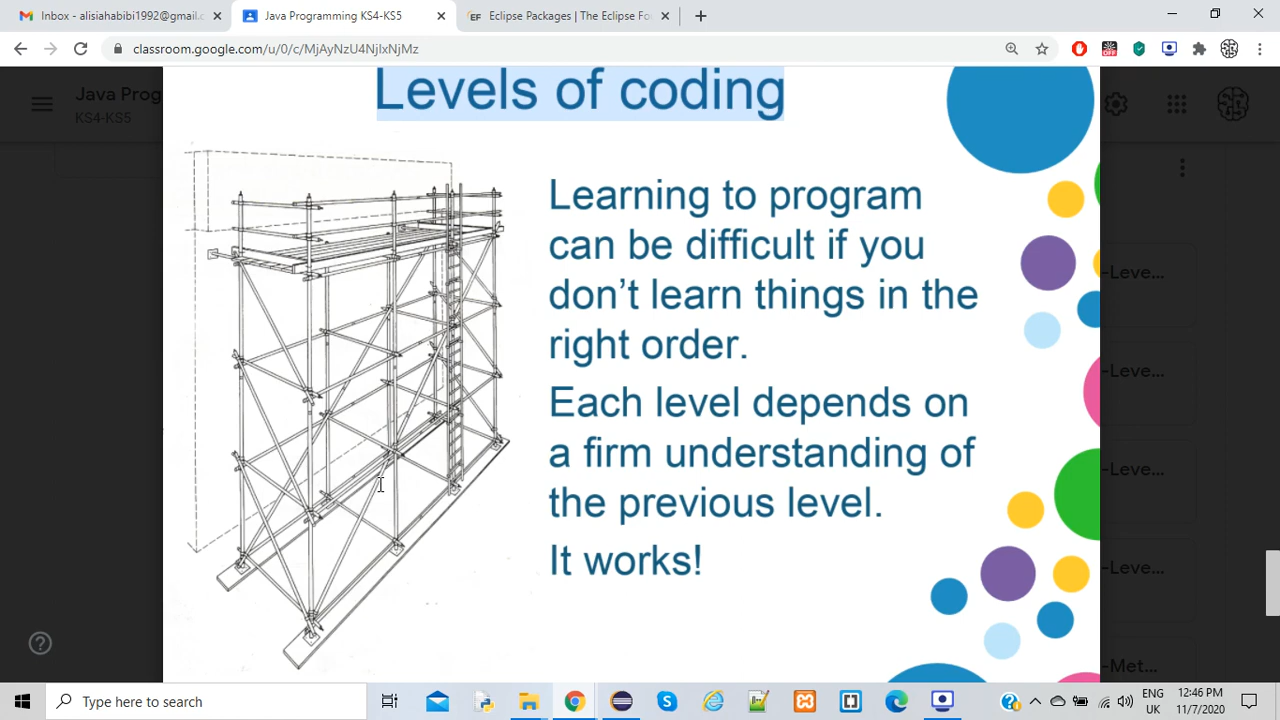 Inbox - alisiahabibi1992@gmail.c
Java Programming KS4-KS5
Eclipse Packages | The Eclipse Fou
classroom.google.com/u/0/c/MjAyNzU4NjIxNjMz
OFF
Java Prog
KS4-KS5
Levels of coding
Learning to program
can be difficult if you
don't learn things in the
right order.
Each level depends on
a firm understanding of
the previous level.
It works!
-Leve...
-Leve...
-Leve...
-Leve...
-Met...
Type here to search
ENG
UK
12:46 PM
11/7/2020